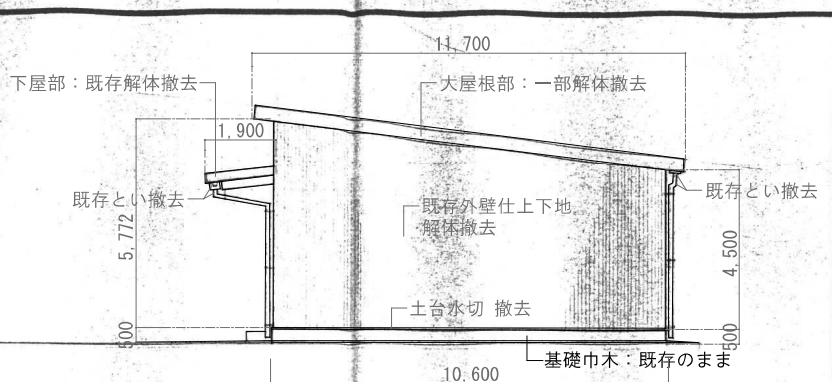 11,700
下屋部：既存解体撤去
大屋根部：一部解体撤去
1,900
既存とい撤去
既存とい撤去
既存外壁仕上下地
解体撤去
5,772
4,500
土台水切 撤去
500
500
基礎巾木：既存のまま
10,600